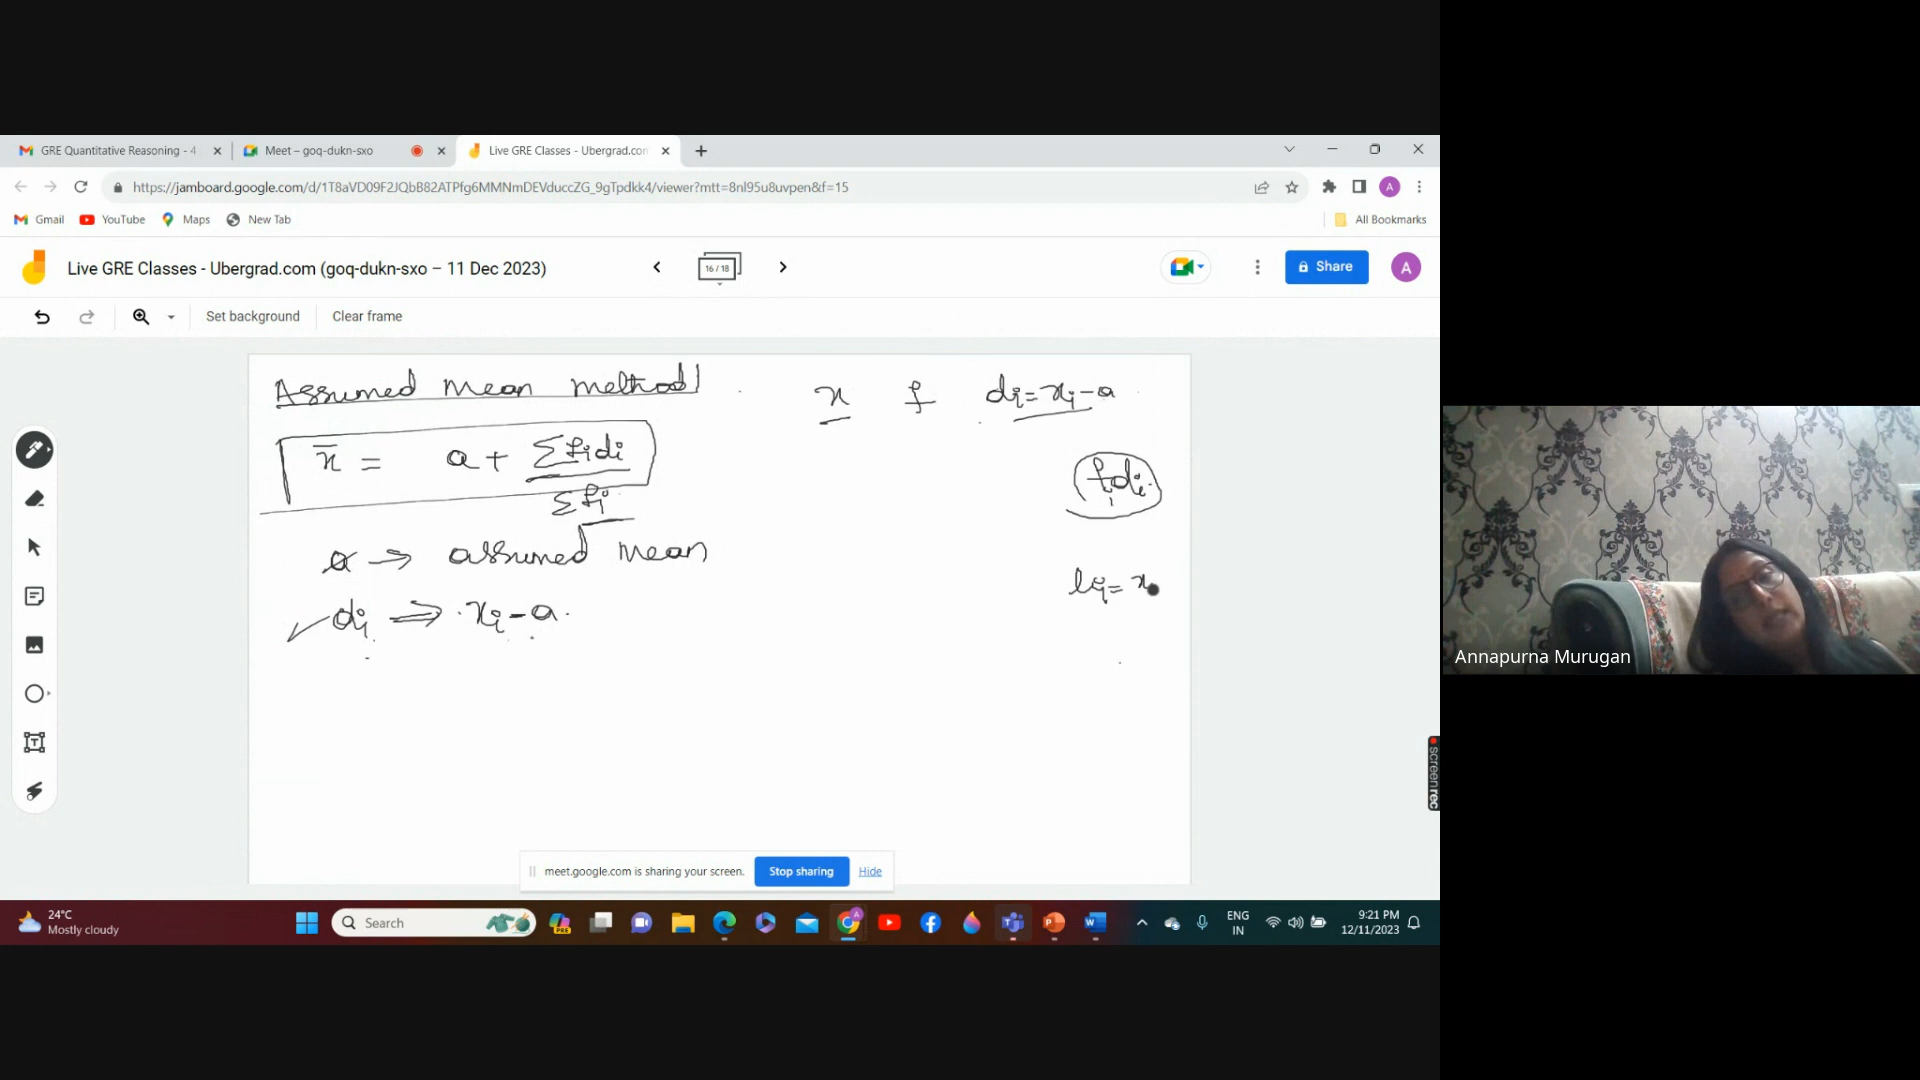 GRE Quantitative Reasoning - 4
Meet – goq-dukn-sxo
Live GRE Classes - Ubergrad.con
https://jamboard.google.com/d/1T8aVD09F2JQbB82ATPfg6MMNmDEVduccZG_9gTpdkk4/viewer?mtt=8nl95u8uvpen&f=15
A
Gmail YouTube Maps New Tab All Bookmarks
Live GRE Classes - Ubergrad.com (goq-dukn-sxo – 11 Dec 2023)
16 / 18
Share
A
Set background Clear frame
Assumed mean method x f di = xi - a
x̄ = a + Σfidi / Σfi
fidi
a → assumed mean
di ⇒ xi - a
= x
Annapurna Murugan
screenrec
meet.google.com is sharing your screen. Stop sharing Hide
24°C
Mostly cloudy
Search
PRE
ENG
IN
9:21 PM
12/11/2023